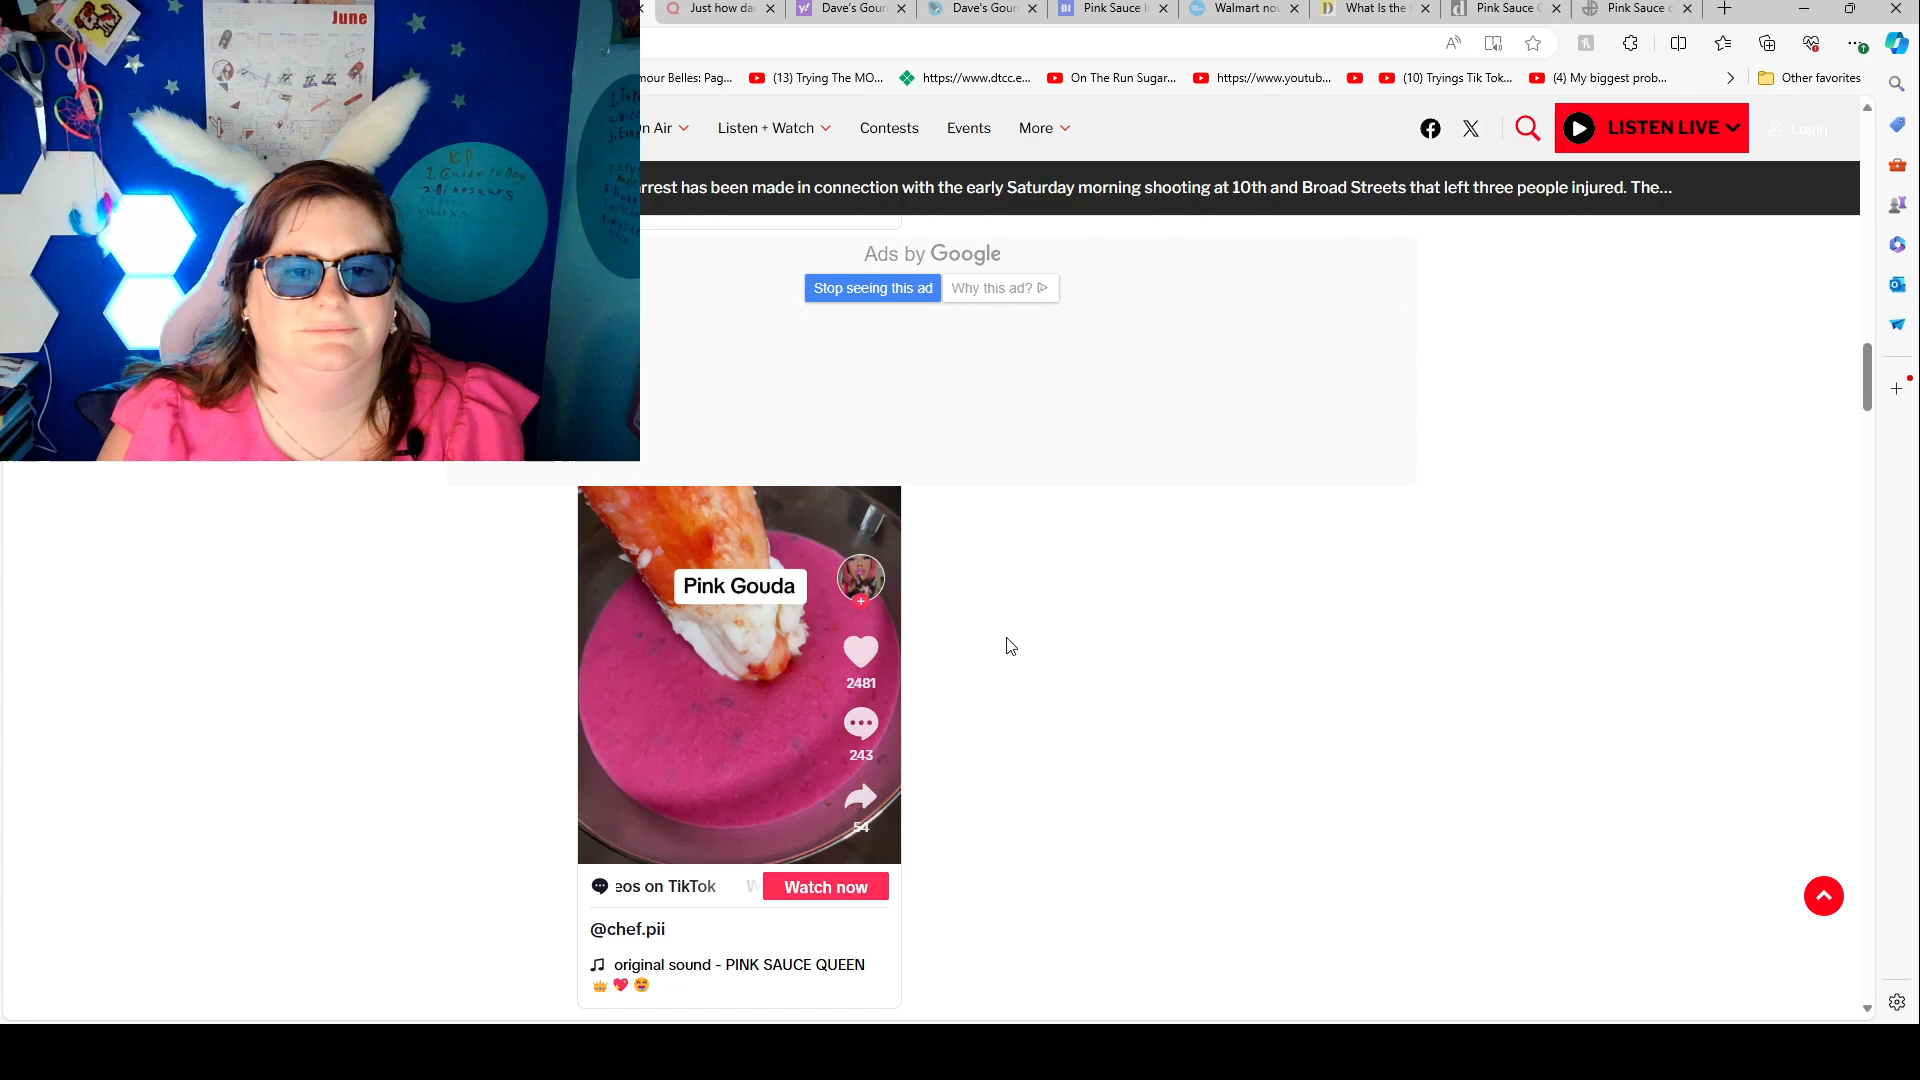 June
Just how da
Dave's Gour
Dave's Gour
Pink Sauce I
Walmart nov
What Is the
Pink Sauce C
Pink Sauce c
mour Belles: Pag...
(13) Trying The MO...
https://www.dtcc.e...
On The Run Sugar...
https://www.youtub...
(10) Tryings Tik Tok...
(4) My biggest prob...
Other favorites
n Air
Listen + Watch
Contests
Events
More
LISTEN LIVE
Login
rrest has been made in connection with the early Saturday morning shooting at 10th and Broad Streets that left three people injured. The...
Ads by Google
Stop seeing this ad
Why this ad?
Pink Gouda
2481
243
54
eos on TikTok
W
Watch now
@chef.pii
original sound - PINK SAUCE QUEEN
👑 💖 😆